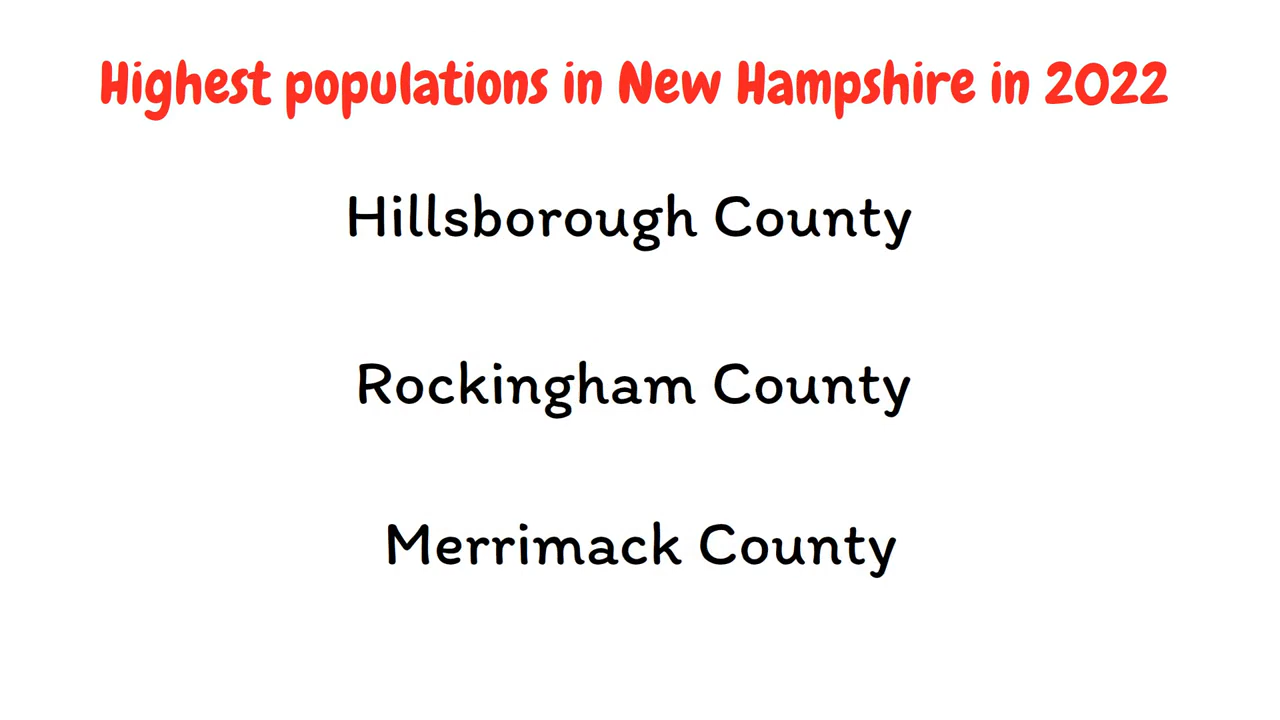 Highest populations in New Hampshire in 2022
Hillsborough County
Rockingham County
Merrimack County